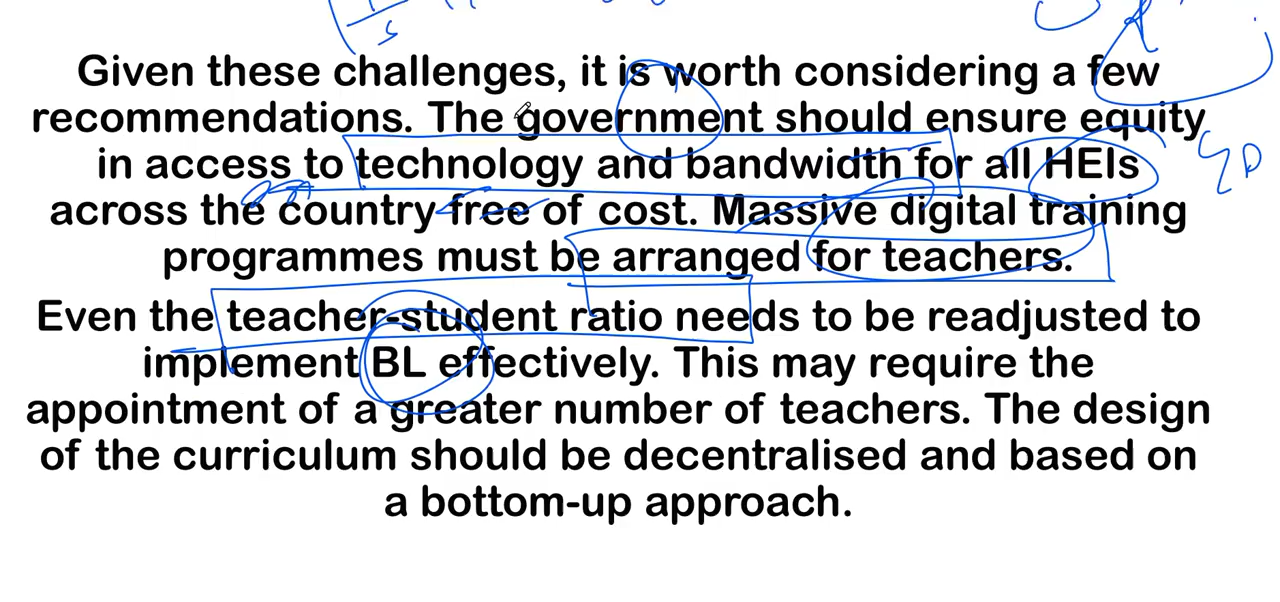 Given these challenges, it is worth considering a few
recommendations. The government should ensure equity
in access to technology and bandwidth for all HEIs
across the country free of cost. Massive digital training
programmes must be arranged for teachers.
Even the teacher-student ratio needs to be readjusted to
implement BL effectively. This may require the
appointment of a greater number of teachers. The design
of the curriculum should be decentralised and based on
a bottom-up approach.